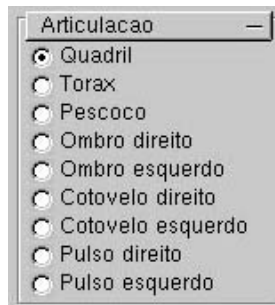 Articulacao
Quadril
Torax
Pescoco
Ombro direito
Ombro esquerdo
Cotovelo direito
Cotovelo esquerdo
Pulso direito
Pulso esquerdo